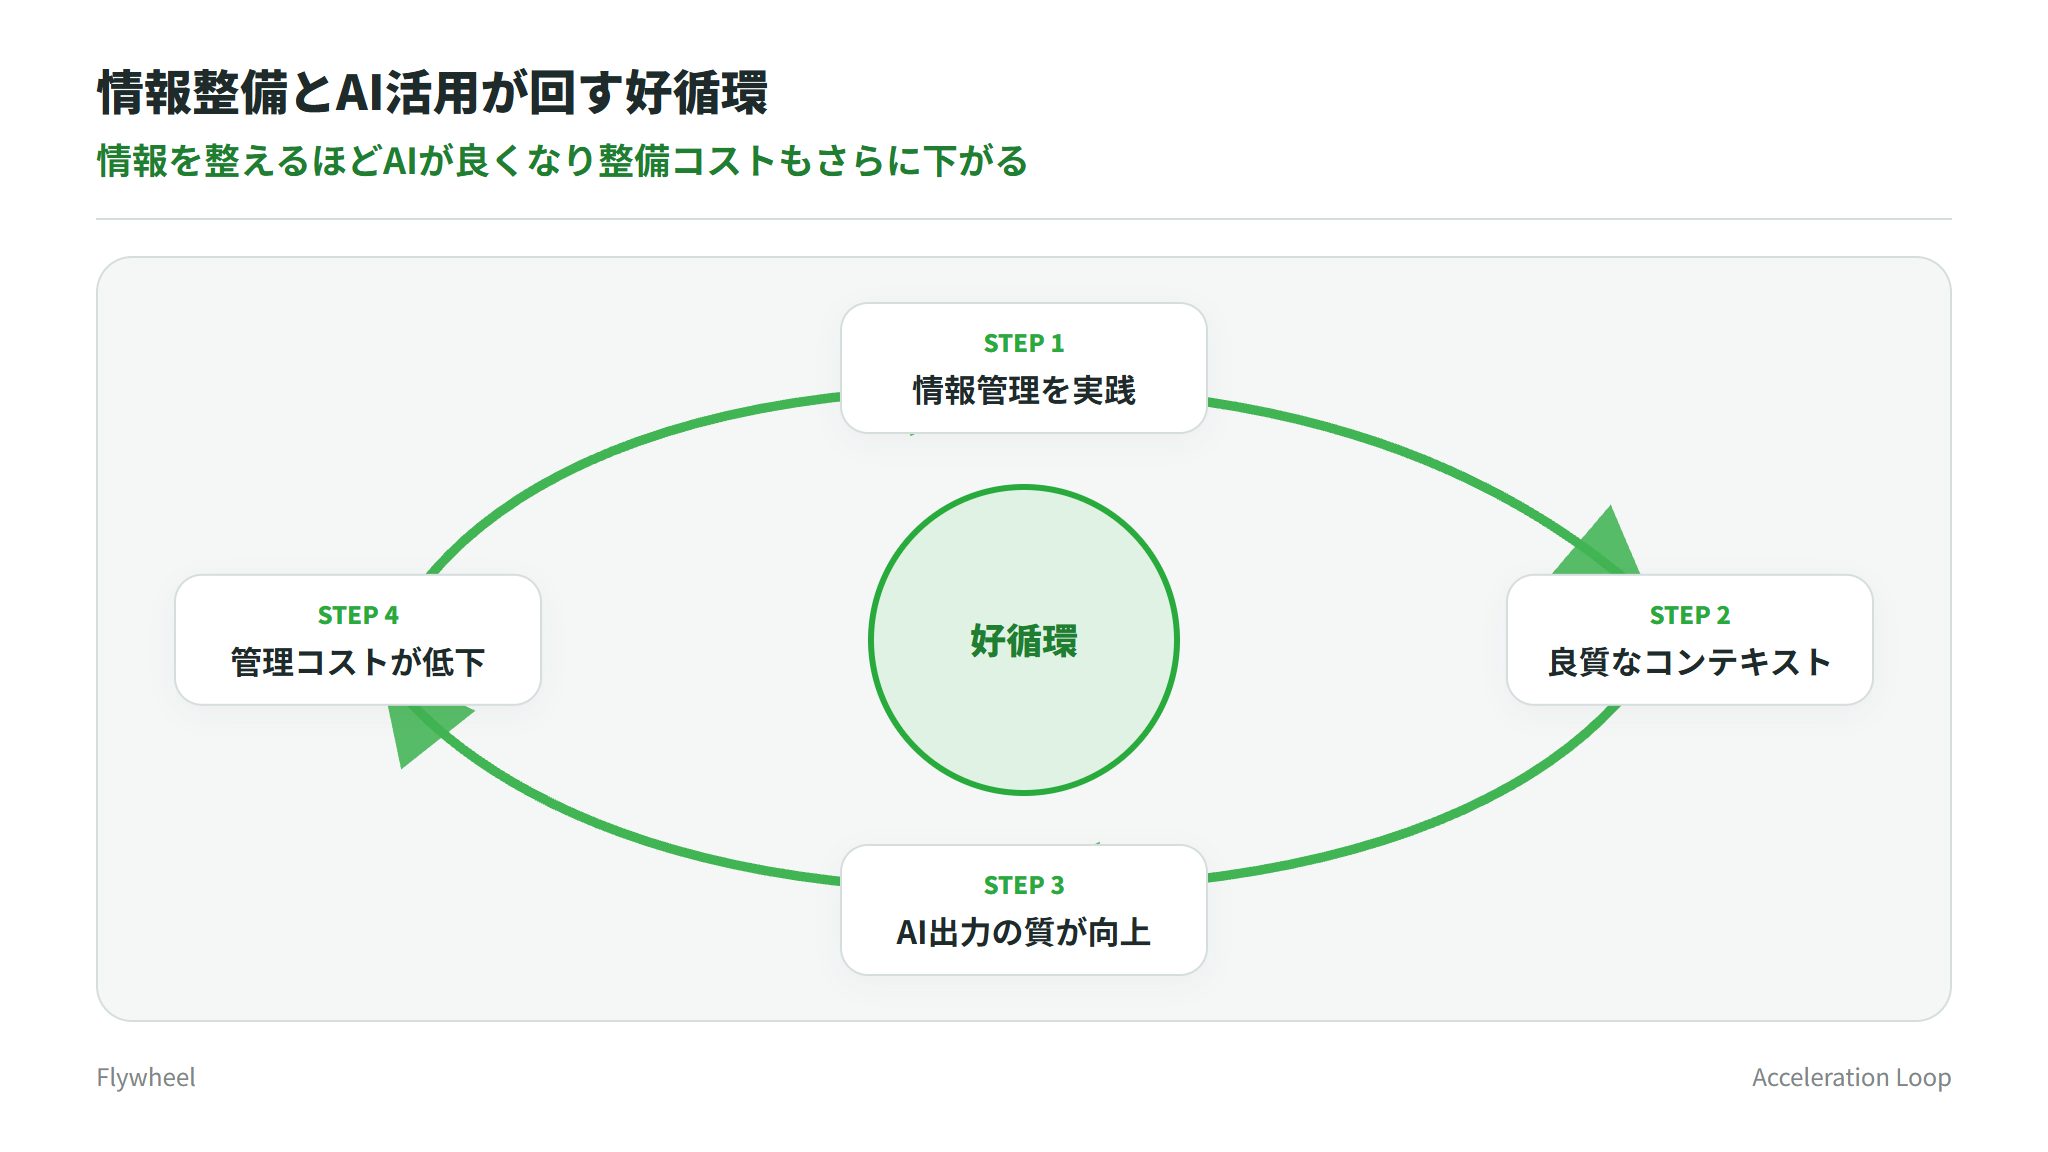 情報整備とAI活用が回す好循環
情報を整えるほどAIが良くなり整備コストもさらに下がる
STEP 1
情報管理を実践
STEP 2
良質なコンテキスト
STEP 3
AI出力の質が向上
STEP 4
管理コストが低下
好循環
Flywheel
Acceleration Loop